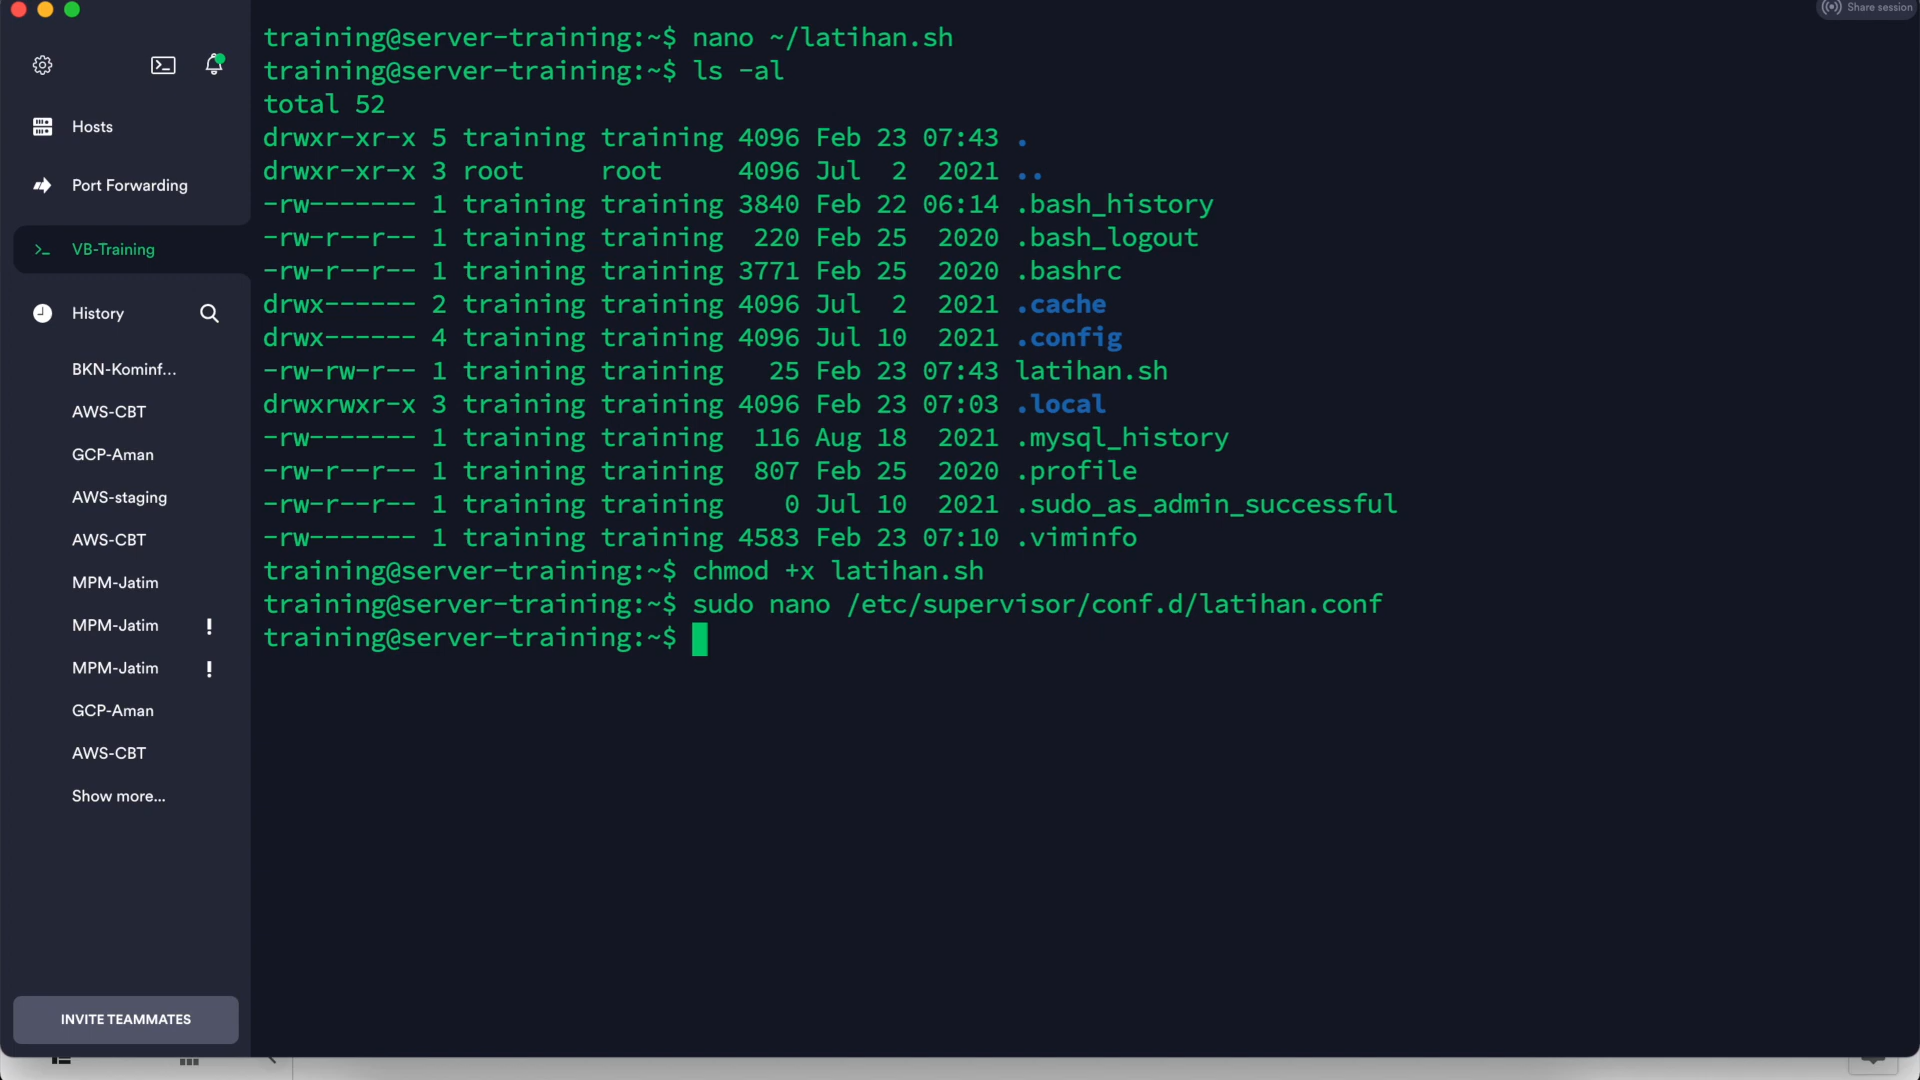 Share session
Hosts
Port Forwarding
VB-Training
History
BKN-Kominf...
AWS-CBT
GCP-Aman
AWS-staging
AWS-CBT
MPM-Jatim
MPM-Jatim !
MPM-Jatim !
GCP-Aman
AWS-CBT
Show more...
INVITE TEAMMATES
training@server-training:~$ nano ~/latihan.sh
training@server-training:~$ ls -al
total 52
drwxr-xr-x 5 training training 4096 Feb 23 07:43 .
drwxr-xr-x 3 root     root     4096 Jul  2  2021 ..
-rw------- 1 training training 3840 Feb 22 06:14 .bash_history
-rw-r--r-- 1 training training  220 Feb 25  2020 .bash_logout
-rw-r--r-- 1 training training 3771 Feb 25  2020 .bashrc
drwx------ 2 training training 4096 Jul  2  2021 .cache
drwx------ 4 training training 4096 Jul 10  2021 .config
-rw-rw-r-- 1 training training   25 Feb 23 07:43 latihan.sh
drwxrwxr-x 3 training training 4096 Feb 23 07:03 .local
-rw------- 1 training training  116 Aug 18  2021 .mysql_history
-rw-r--r-- 1 training training  807 Feb 25  2020 .profile
-rw-r--r-- 1 training training    0 Jul 10  2021 .sudo_as_admin_successful
-rw------- 1 training training 4583 Feb 23 07:10 .viminfo
training@server-training:~$ chmod +x latihan.sh
training@server-training:~$ sudo nano /etc/supervisor/conf.d/latihan.conf
training@server-training:~$